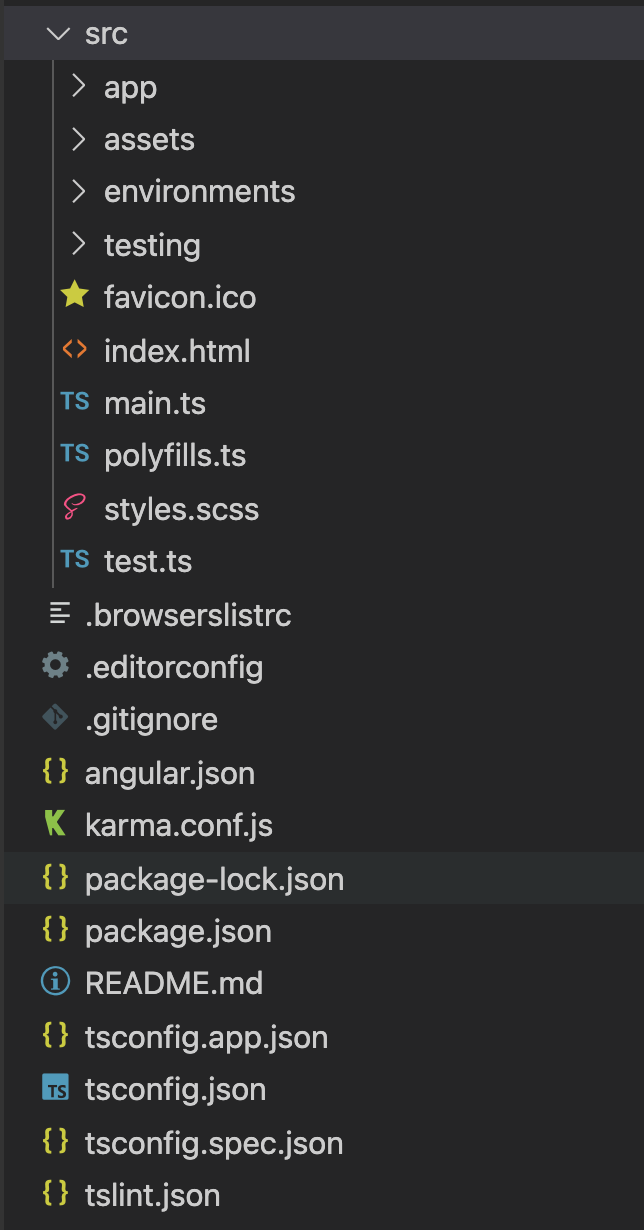 src
app
assets
environments
testing
favicon.ico
index.html
TS main.ts
TS polyfills.ts
styles.scss
TS test.ts
.browserslistrc
.editorconfig
.gitignore
{} angular.json
karma.conf.js
{} package-lock.json
{} package.json
README.md
{} tsconfig.app.json
TS tsconfig.json
{} tsconfig.spec.json
{} tslint.json